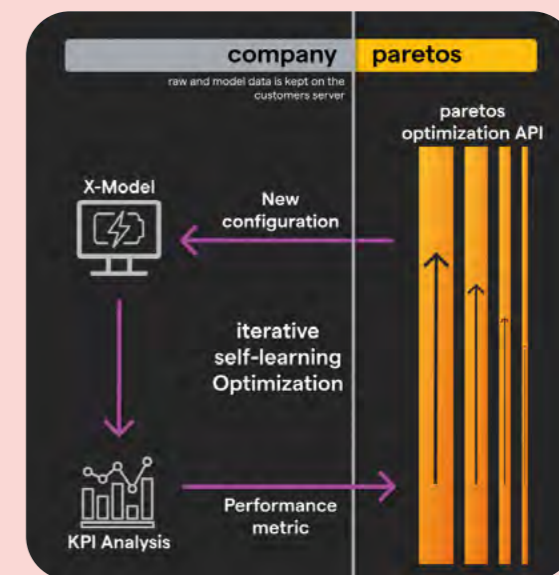 company
paretos
raw and model data is kept on the
customers server
paretos
optimization API
X-Model
New
configuration
iterative
self-learning
Optimization
Performance
metric
KPI Analysis